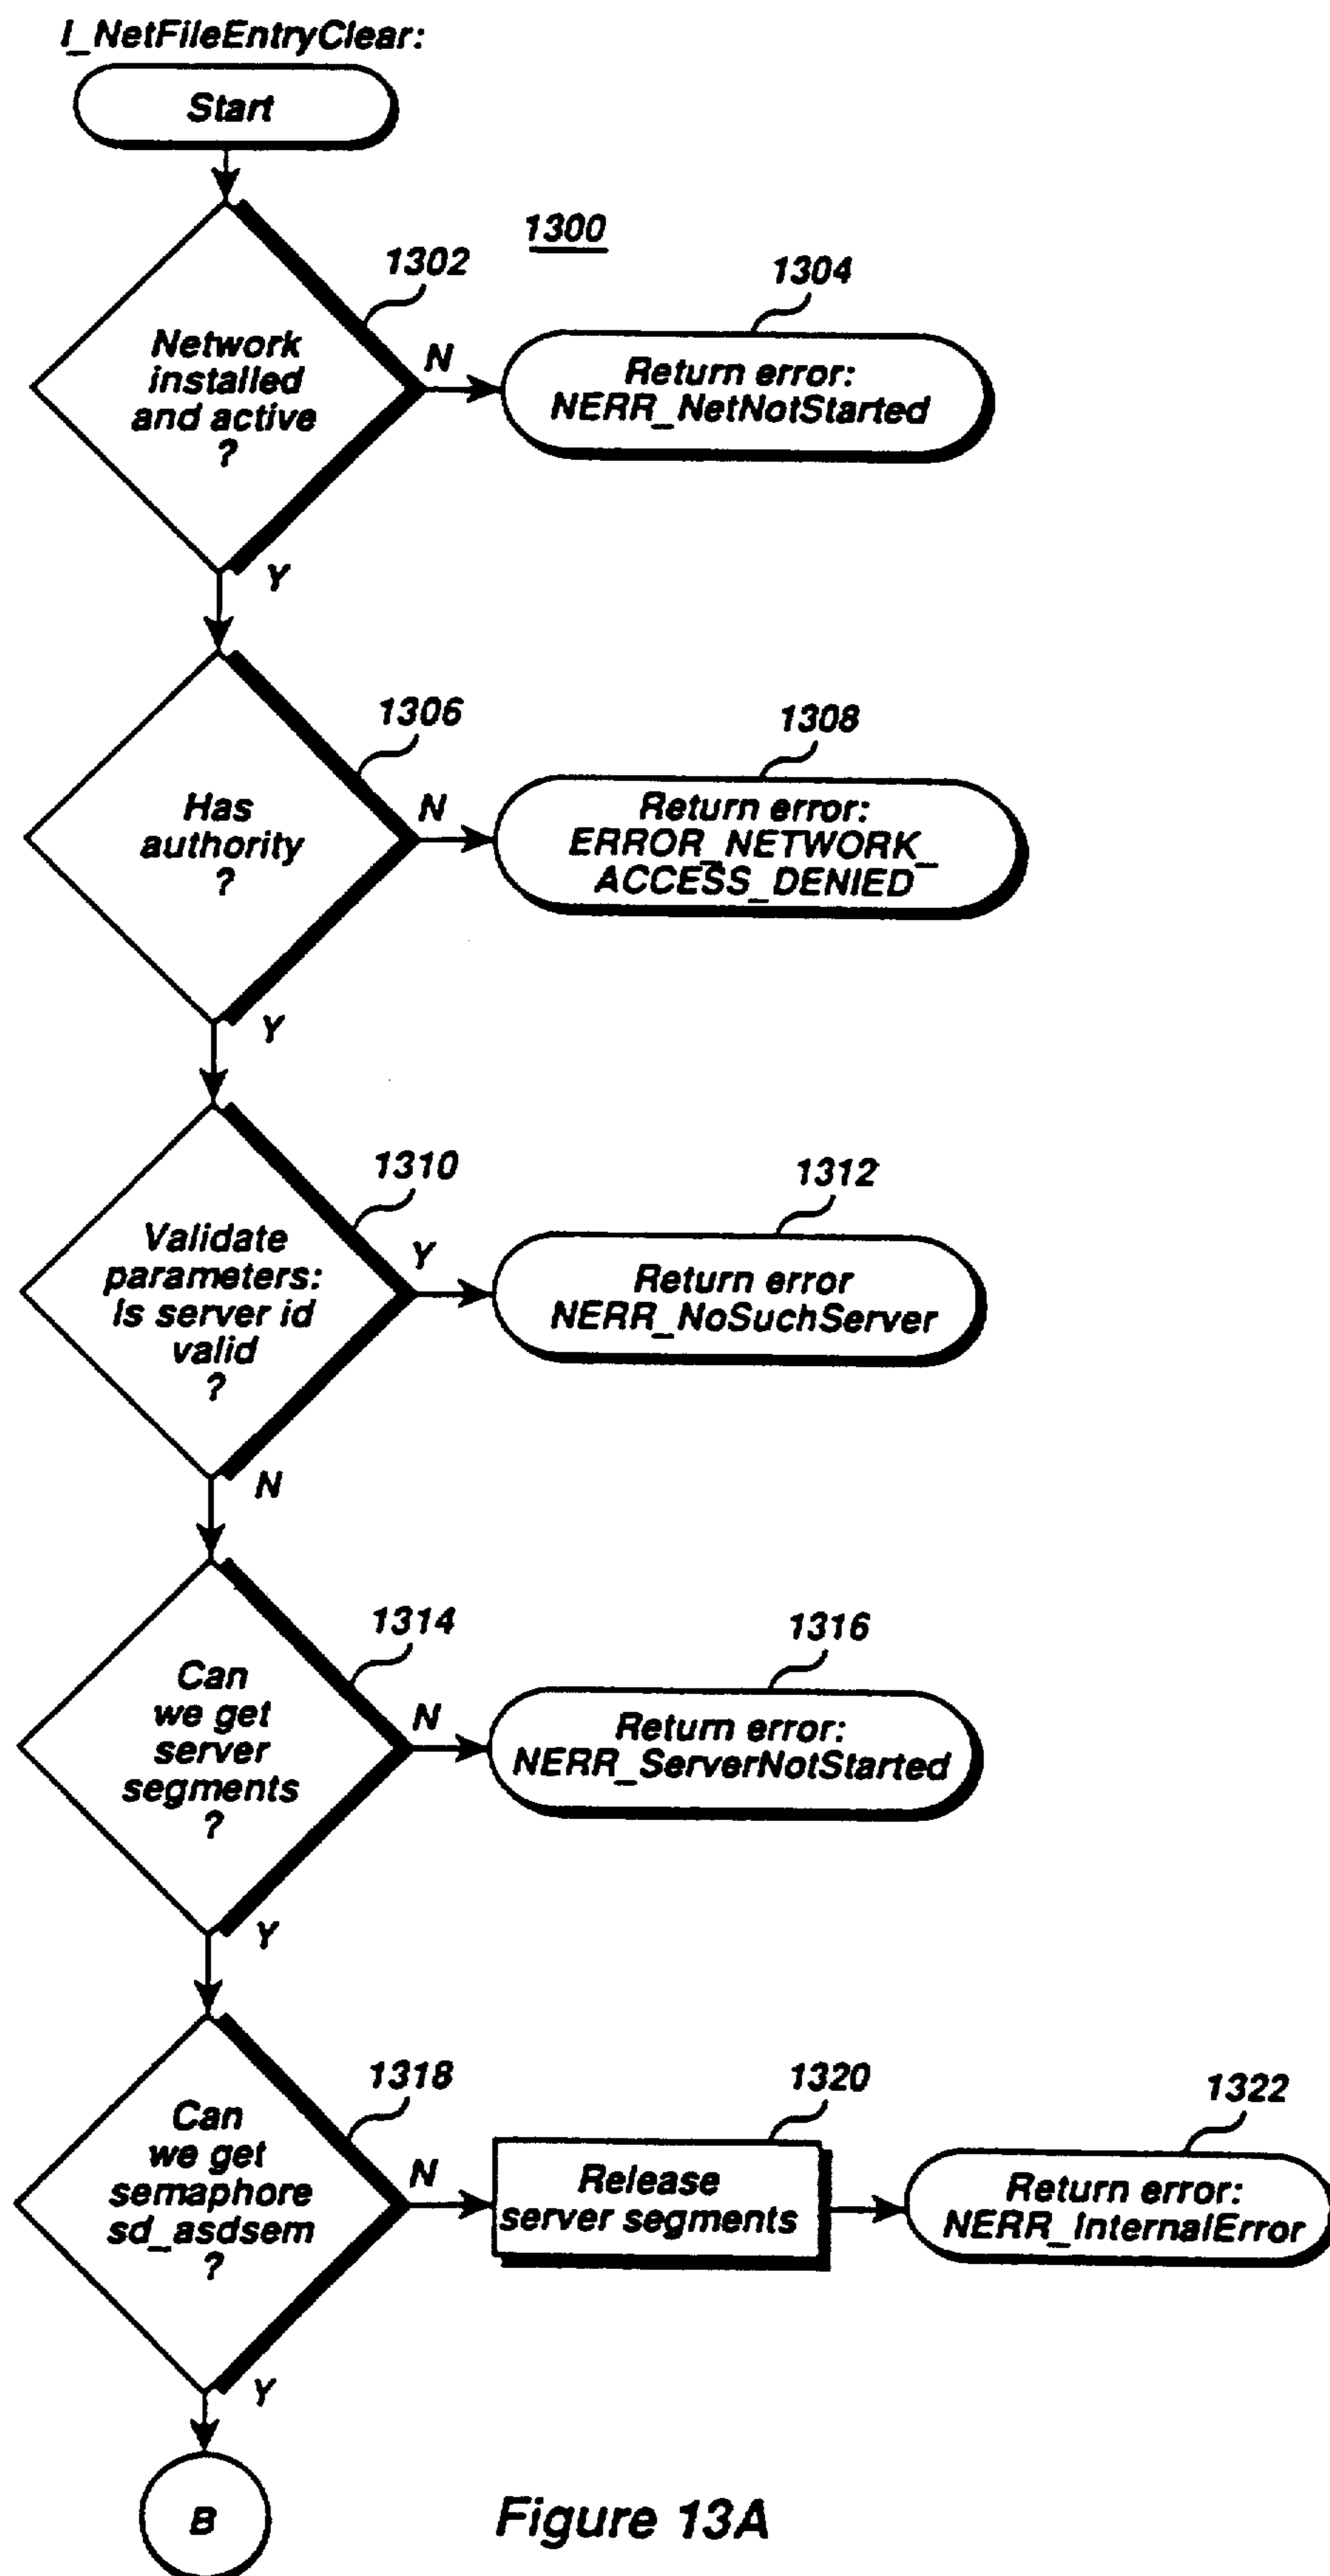 I_NetFileEntryClear:
Start
1300
1302
Network
installed
and active
?
N
Y
1304
Return error:
NERR_NetNotStarted
1306
Has
authority
?
N
Y
1308
Return error:
ERROR_NETWORK_
ACCESS_DENIED
1310
Validate
parameters:
Is server id
valid
?
Y
N
1312
Return error
NERR_NoSuchServer
1314
Can
we get
server
segments
?
N
Y
1316
Return error:
NERR_ServerNotStarted
1318
Can
we get
semaphore
sd_asdsem
?
N
Y
1320
Release
server segments
1322
Return error:
NERR_InternalError
B
Figure 13A